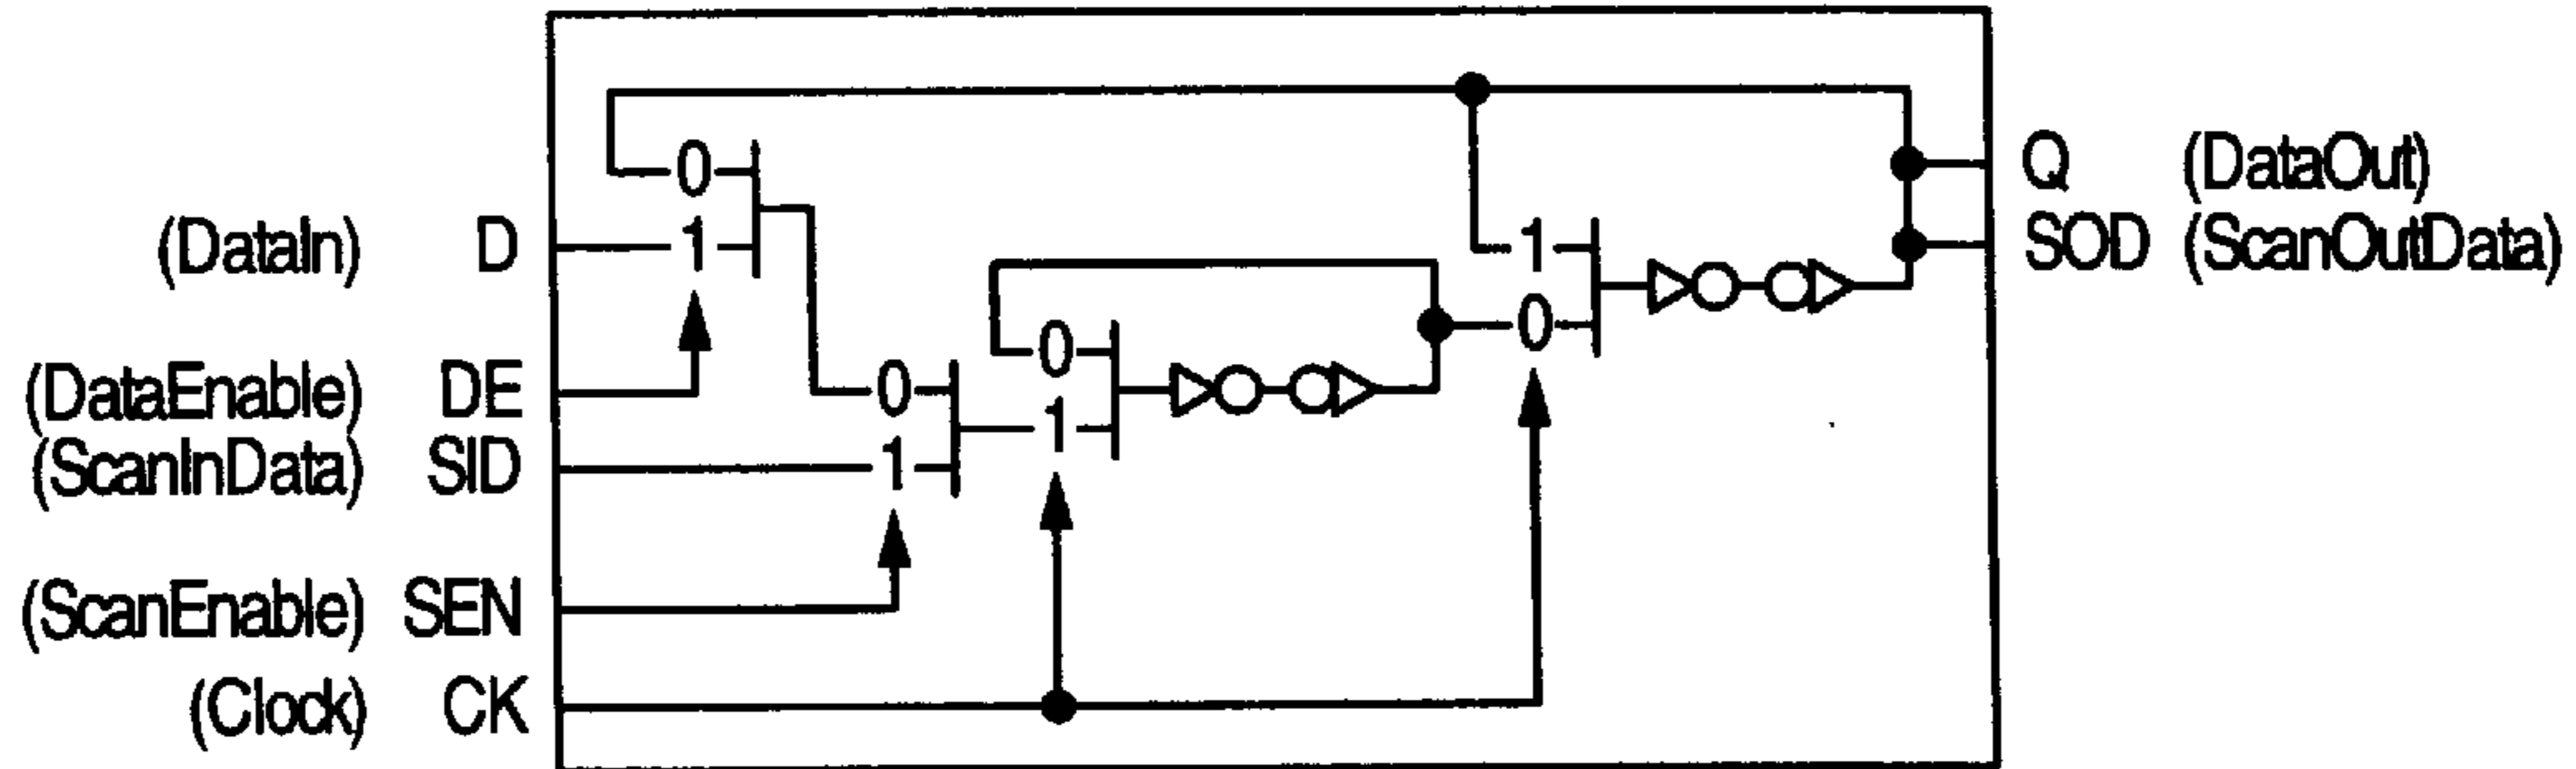 0
1
(DataIn) D
Q (DataOut)
1
SOD (ScanOutData)
0
0
(DataEnable) DE
0
1
(ScanInData) SID
1
(ScanEnable) SEN
(Clock) CK